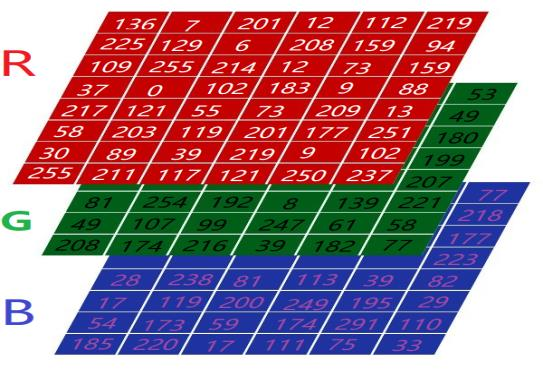 R
136 7 201 12 112 219
225 129 6 208 159 94
109 255 214 12 73 159
37 0 102 183 9 88
217 121 55 73 209 13
58 203 119 201 177 251
30 89 39 219 9 102
255 211 117 121 250 237
G
53
49
180
199
207
81 254 192 8 139 221
49 107 99 247 61 58
208 174 216 39 182 77
B
77
218
177
223
28 238 81 113 39 82
17 119 200 249 195 29
54 173 59 174 291 110
185 220 17 111 75 33